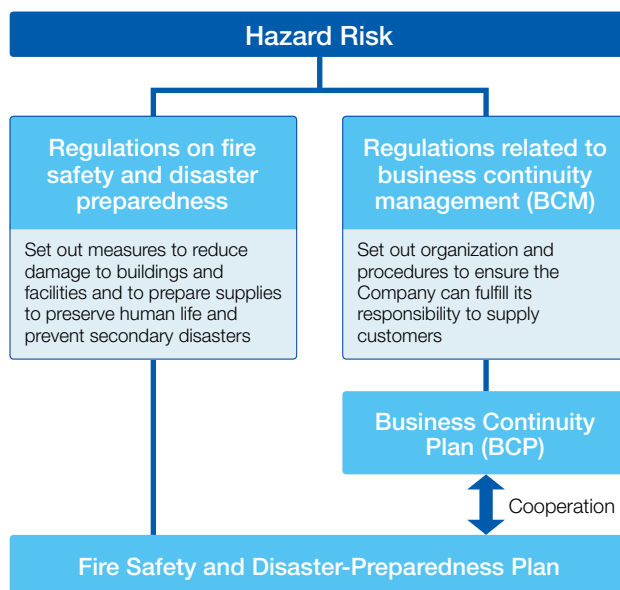 Hazard Risk
Regulations on fire
safety and disaster
preparedness
Set out measures to reduce
damage to buildings and
facilities and to prepare supplies
to preserve human life and
prevent secondary disasters
Regulations related to
business continuity
management (BCM)
Set out organization and
procedures to ensure the
Company can fulfill its
responsibility to supply
customers
Business Continuity
Plan (BCP)
Cooperation
Fire Safety and Disaster-Preparedness Plan